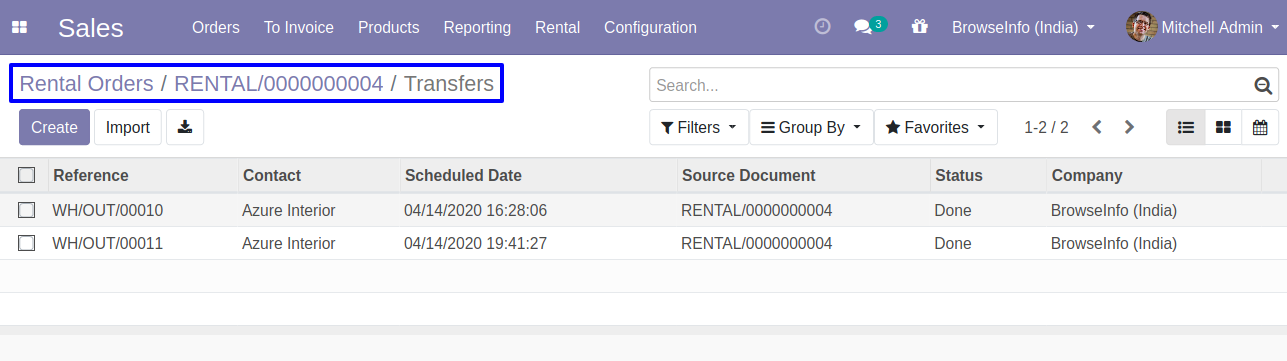 Sales Orders To Invoice Products Reporting Rental Configuration 3 BrowseInfo (India) Mitchell Admin
Rental Orders / RENTAL/0000000004 / Transfers Search...
Create Import Filters Group By Favorites 1-2 / 2
Reference Contact Scheduled Date Source Document Status Company
WH/OUT/00010 Azure Interior 04/14/2020 16:28:06 RENTAL/0000000004 Done BrowseInfo (India)
WH/OUT/00011 Azure Interior 04/14/2020 19:41:27 RENTAL/0000000004 Done BrowseInfo (India)